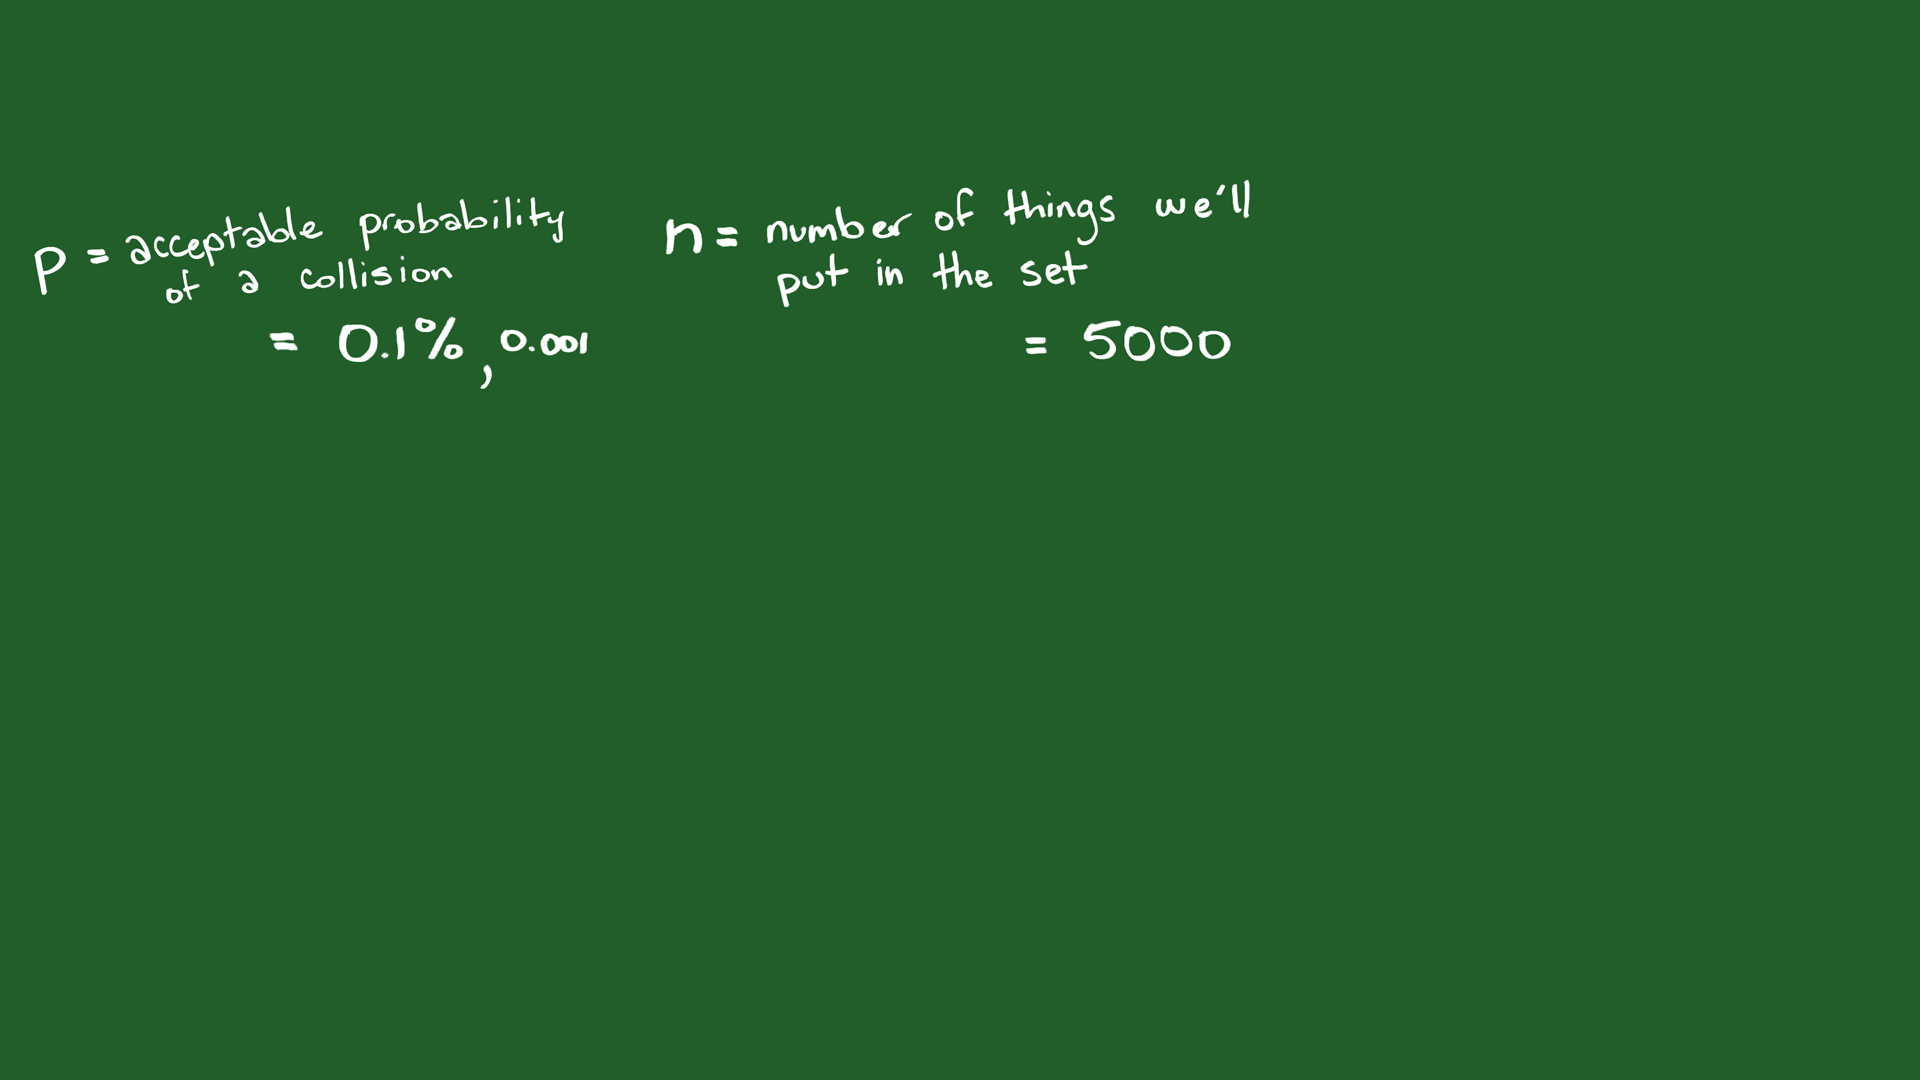 p = acceptable probability
of a collision
= 0.1%, 0.001
n = number of things we'll
put in the set
= 5000